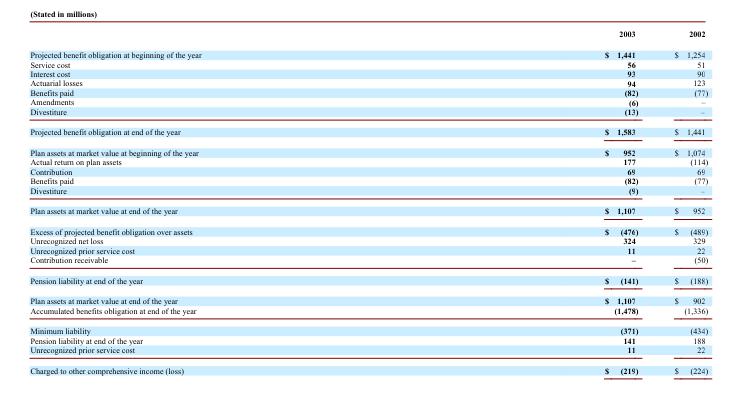 (Stated in millions)
2003 2002
Projected benefit obligation at beginning of the year $ 1,441 $ 1,254
Service cost 56 51
Interest cost 93 90
Actuarial losses 94 123
Benefits paid (82) (77)
Amendments (6) –
Divestiture (13) –
Projected benefit obligation at end of the year $ 1,583 $ 1,441
Plan assets at market value at beginning of the year $ 952 $ 1,074
Actual return on plan assets 177 (114)
Contribution 69 69
Benefits paid (82) (77)
Divestiture (9) –
Plan assets at market value at end of the year $ 1,107 $ 952
Excess of projected benefit obligation over assets $ (476) $ (489)
Unrecognized net loss 324 329
Unrecognized prior service cost 11 22
Contribution receivable – (50)
Pension liability at end of the year $ (141) $ (188)
Plan assets at market value at end of the year $ 1,107 $ 902
Accumulated benefits obligation at end of the year (1,478) (1,336)
Minimum liability (371) (434)
Pension liability at end of the year 141 188
Unrecognized prior service cost 11 22
Charged to other comprehensive income (loss) $ (219) $ (224)